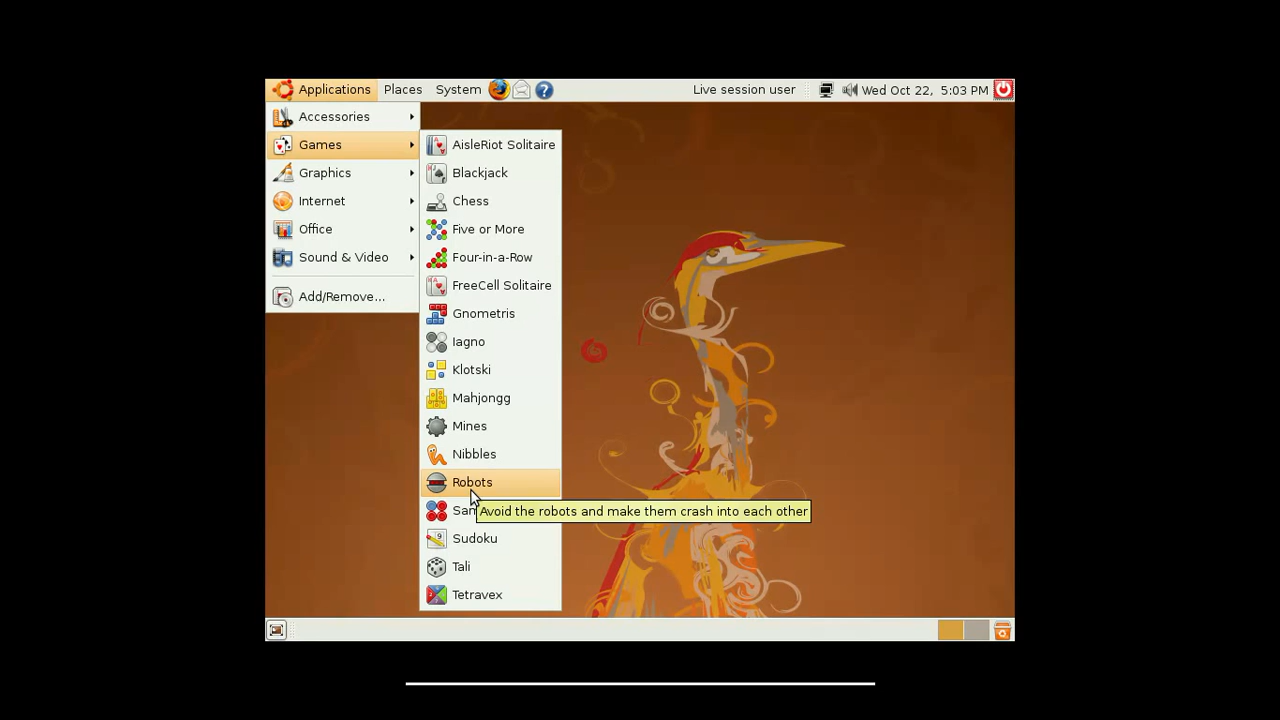 Applications Places System Live session user Wed Oct 22, 5:03 PM
Accessories
Games
Graphics
Internet
Office
Sound & Video
Add/Remove...
AisleRiot Solitaire
Blackjack
Chess
Five or More
Four-in-a-Row
FreeCell Solitaire
Gnometris
Iagno
Klotski
Mahjongg
Mines
Nibbles
Robots
Avoid the robots and make them crash into each other
Sudoku
Tali
Tetravex